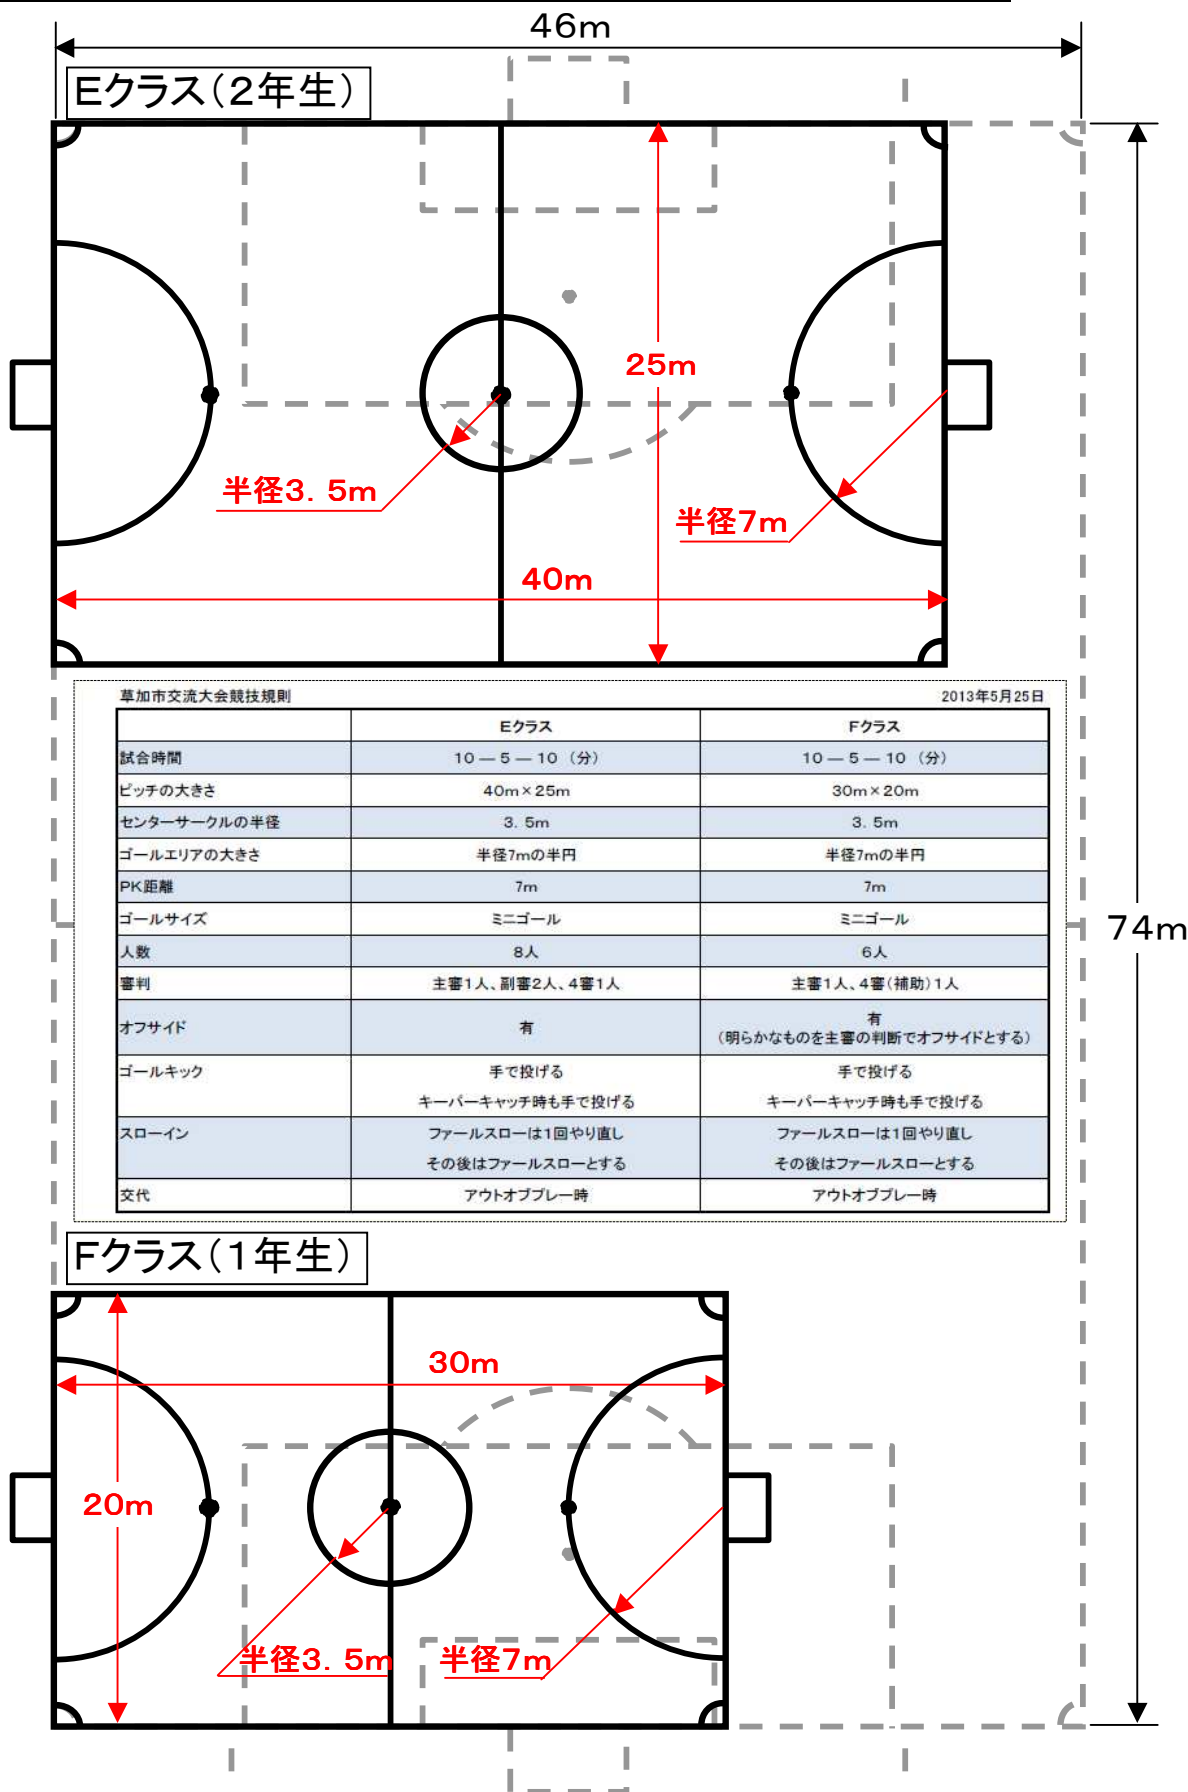 46m
Eクラス(2年生)
25m
半径3．5m
半径7m
40m
草加市交流大会競技規則 2013年5月25日
Eクラス Fクラス
試合時間 10 ― 5 ― 10 （分） 10 ― 5 ― 10 （分）
ピッチの大きさ 40m×25m 30m×20m
センターサークルの半径 3．5m 3．5m
ゴールエリアの大きさ 半径7mの半円 半径7mの半円
PK距離 7m 7m
ゴールサイズ ミニゴール ミニゴール
74m
人数 8人 6人
審判 主審1人、副審2人、4審1人 主審1人、4審（補助）1人
オフサイド 有 有
（明らかなものを主審の判断でオフサイドとする）
ゴールキック 手で投げる 手で投げる
キーパーキャッチ時も手で投げる キーパーキャッチ時も手で投げる
スローイン ファールスローは1回やり直し ファールスローは1回やり直し
その後はファールスローとする その後はファールスローとする
交代 アウトオブプレー時 アウトオブプレー時
Fクラス(1年生)
30m
20m
半径3．5m
半径7m